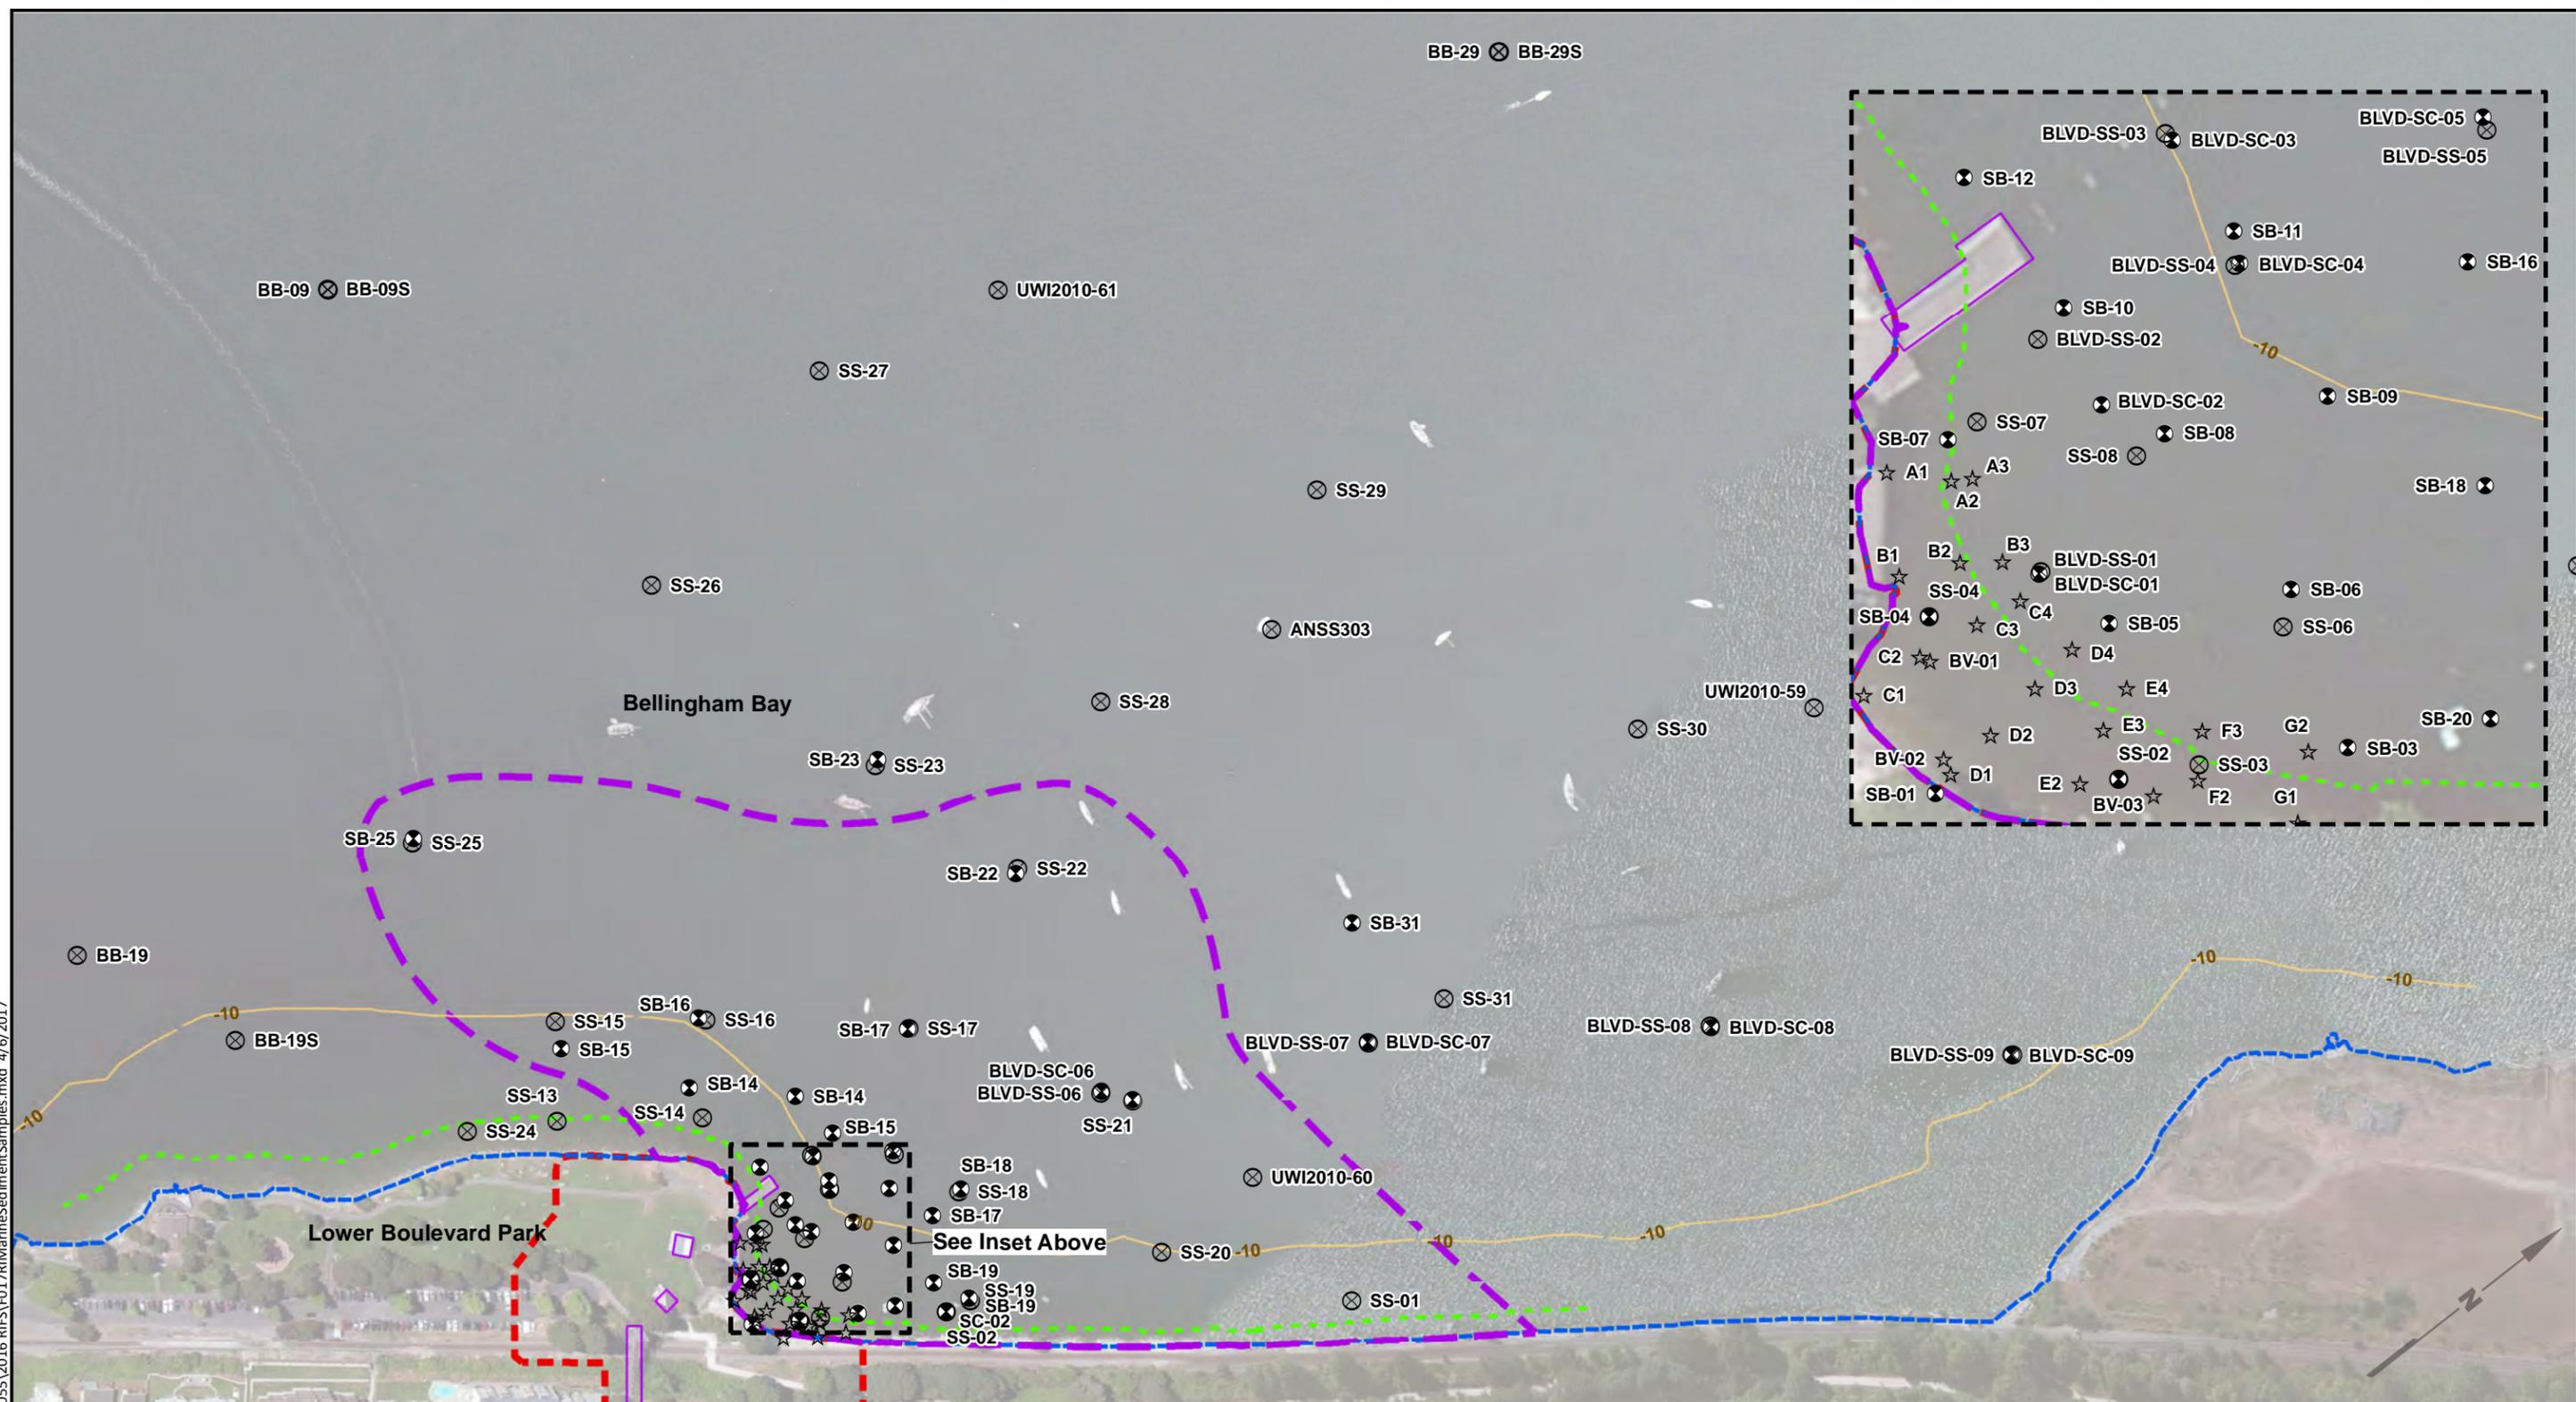 BB-29 BB-29S
BLVD-SC-05
BLVD-SS-03
BLVD-SC-03
BLVD-SS-05
SB-12
SB-11
BLVD-SS-04 BLVD-SC-04
SB-16
SB-10
BLVD-SS-02
-10
BLVD-SC-02
SB-09
SS-07
SB-07
SB-08
SS-08
A1
A3
A2
SB-18
B1
B2
B3
BLVD-SS-01
BLVD-SC-01
SS-04
SB-04
C4
C3
SB-05
SB-06
SS-06
C2
BV-01
D4
C1
D3
E4
D2
E3
F3
G2
SB-20
SB-03
SS-02
SS-03
BV-02
D1
SB-01
E2
BV-03
F2
G1
BB-09 BB-09S
UWI2010-61
SS-27
SS-29
SS-26
ANSS303
UWI2010-59
Bellingham Bay
SS-28
SS-30
SB-23 SS-23
SB-25 SS-25
SB-22 SS-22
SB-31
BB-19
SS-31
-10
-10
-10
BB-19S
SS-15
SB-15
SB-16
SS-16
SB-17 SS-17
BLVD-SS-07 BLVD-SC-07
BLVD-SS-08 BLVD-SC-08
BLVD-SS-09 BLVD-SC-09
BLVD-SC-06
BLVD-SS-06
SS-21
SS-13
SB-14
SB-14
SS-14
SB-15
SS-24
-10
SB-18
SS-18
UWI2010-60
SB-17
Lower Boulevard Park
See Inset Above
SS-20
-10
-10
-10
SB-19
SS-19
SB-19
SC-02
SS-02
SS-01
N
055\2016 RIFS\F017RIMarineSedimentSamples.mxd 4/6/2017